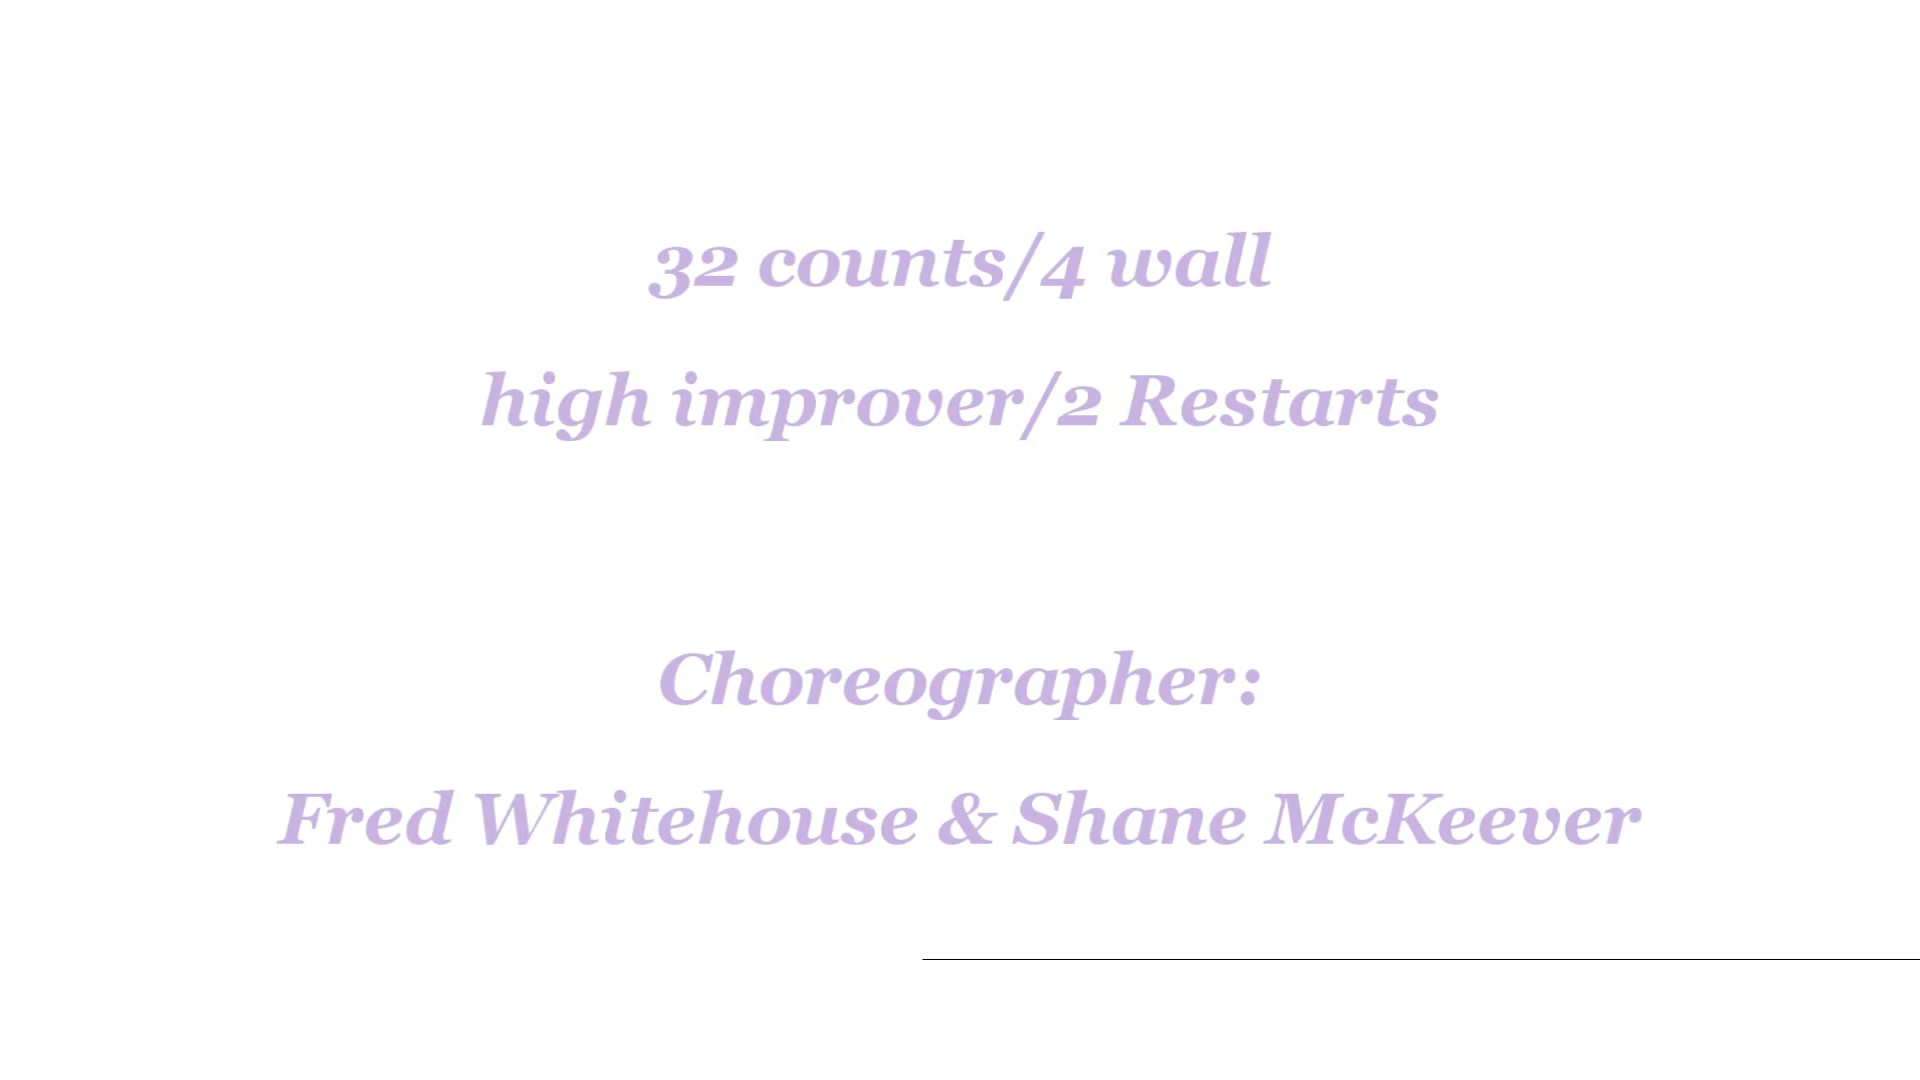 32 counts/4 wall
high improver/2 Restarts
Choreographer:
Fred Whitehouse & Shane McKeever